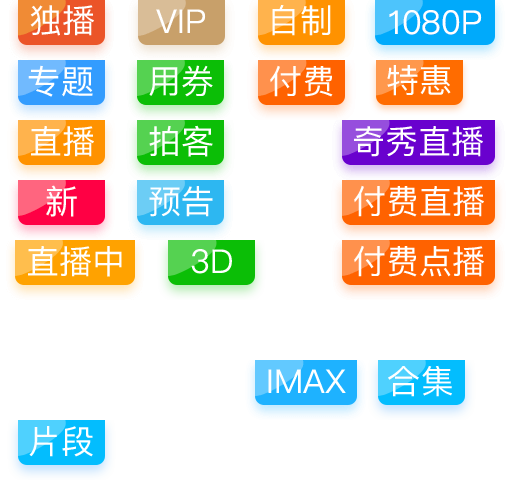 独播 VIP 自制 1080P
专题 用券 付费 特惠
直播 拍客 奇秀直播
新 预告 付费直播
直播中 3D 付费点播
IMAX 合集
片段